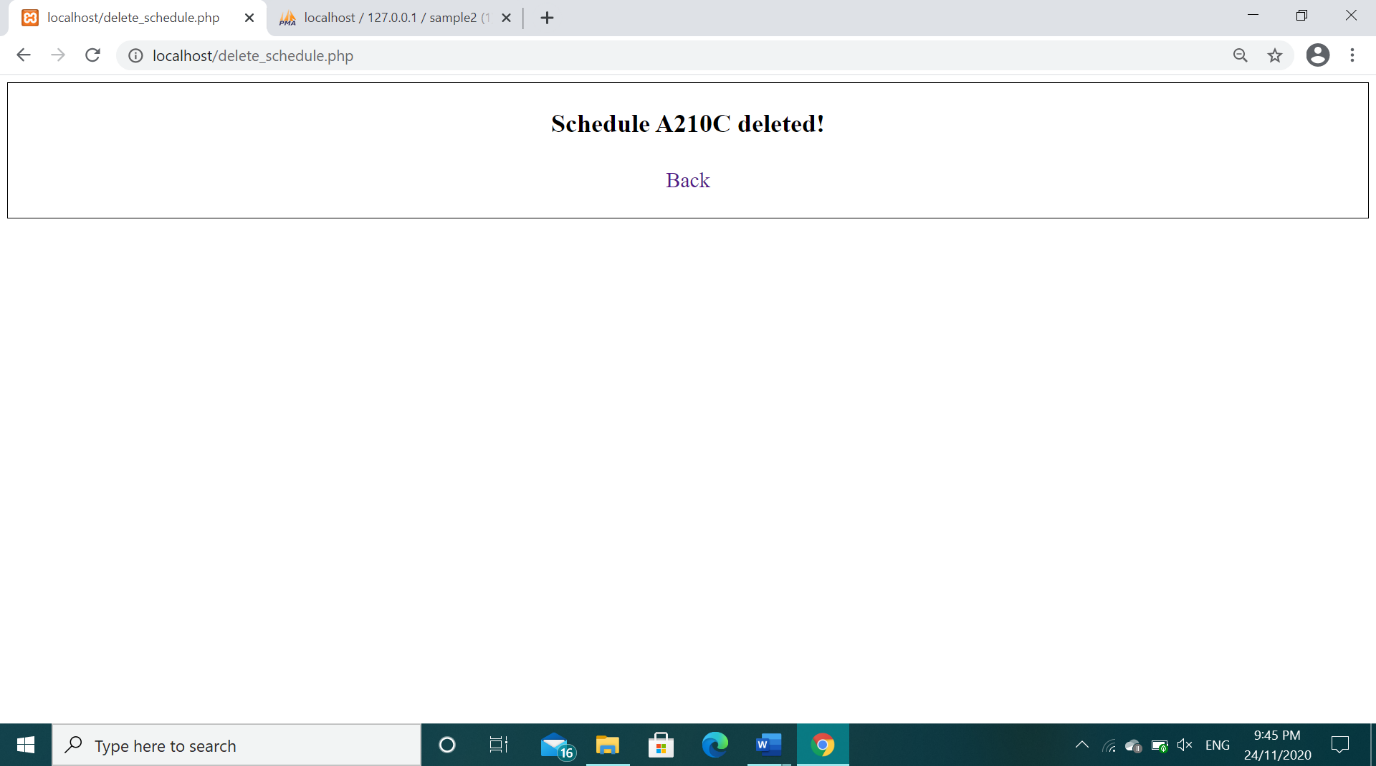 localhost/delete_schedule.php
localhost / 127.0.0.1 / sample2 (1
localhost/delete_schedule.php
Schedule A210C deleted!
Back
Type here to search
16
W
ENG
9:45 PM
24/11/2020